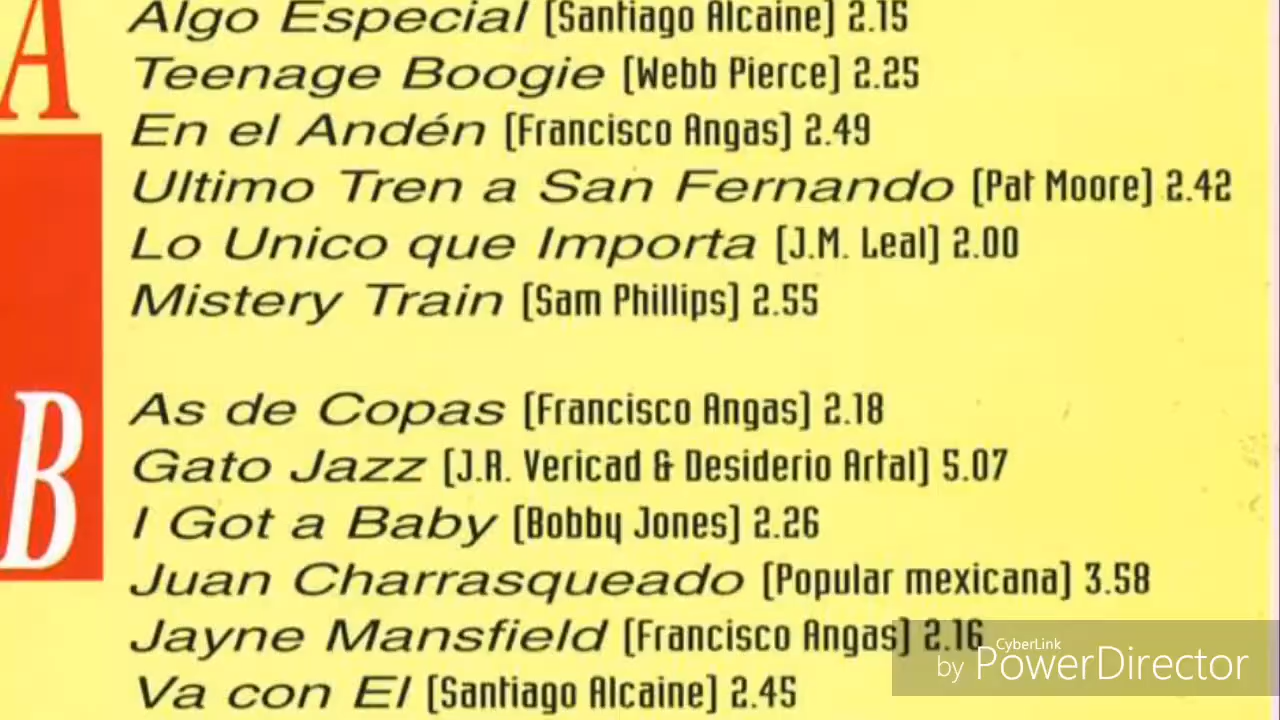 A
Algo Especial [Santiago Alcaine] 2.15
Teenage Boogie [Webb Pierce] 2.25
En el Andén [Francisco Angas] 2.49
Ultimo Tren a San Fernando [Pat Moore] 2.42
Lo Unico que Importa [J.M. Leal] 2.00
Mistery Train [Sam Phillips] 2.55
B
As de Copas [Francisco Angas] 2.18
Gato Jazz [J.R. Vericad & Desiderio Artal] 5.07
I Got a Baby [Bobby Jones] 2.26
Juan Charrasqueado [Popular mexicana] 3.58
Jayne Mansfield [Francisco Angas] 2.16
Va con El [Santiago Alcaine] 2.45
CyberLink
by PowerDirector